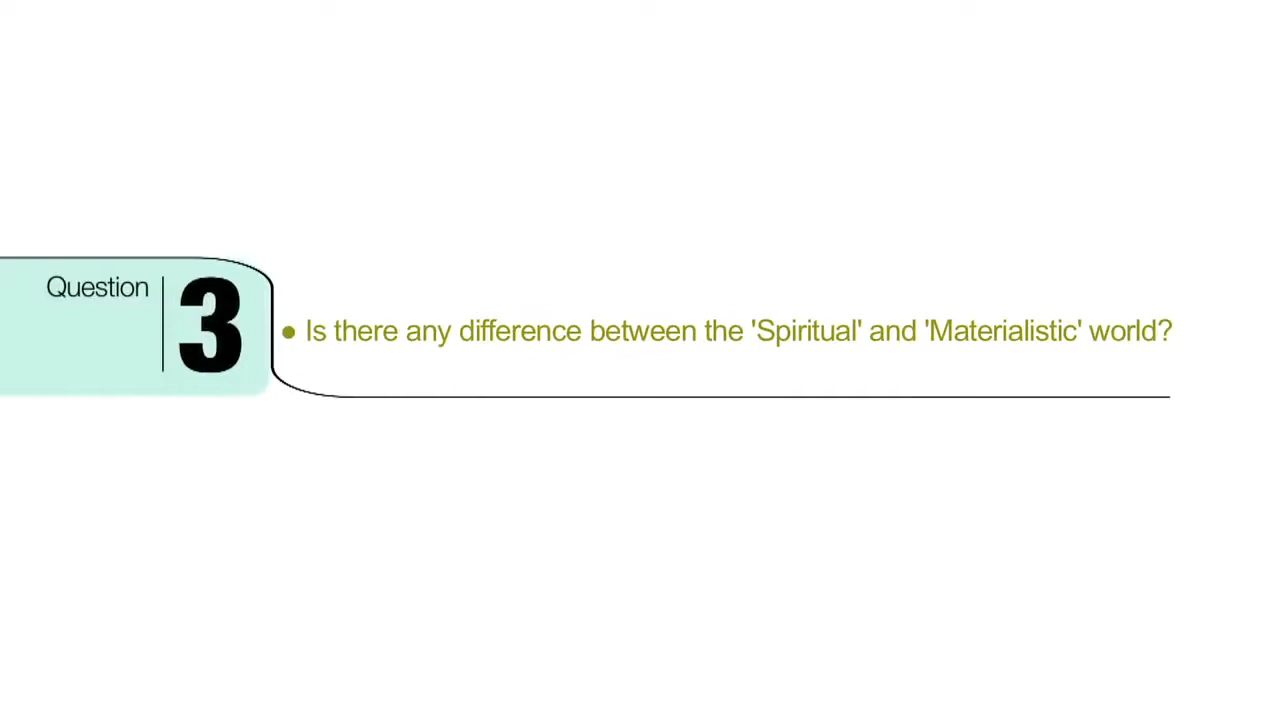 Question
3
● Is there any difference between the 'Spiritual' and 'Materialistic' world?